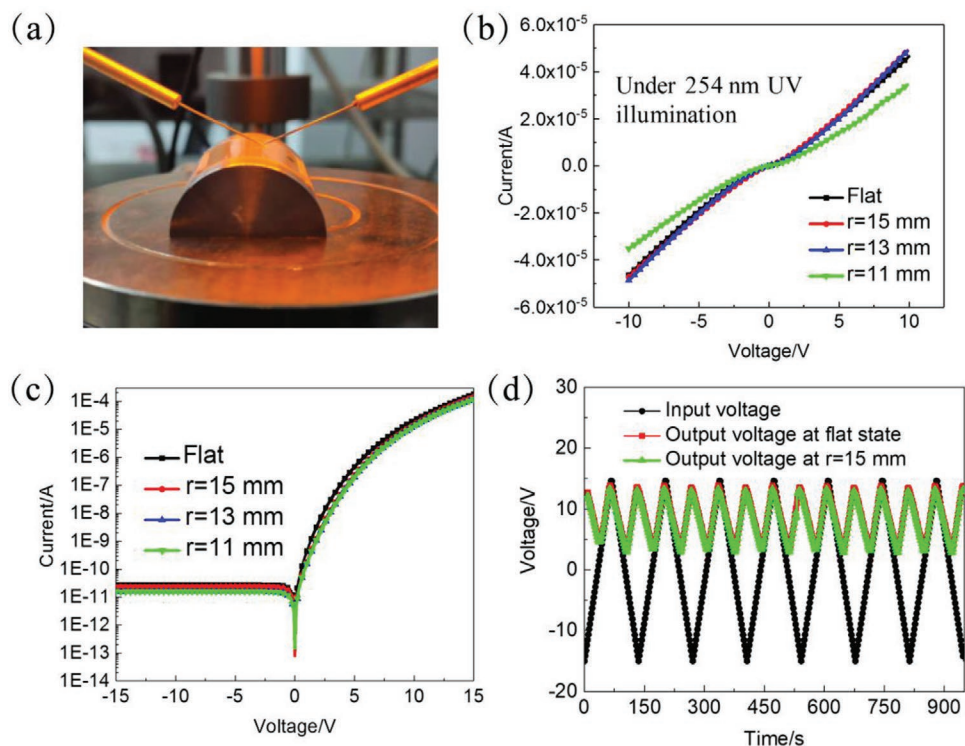 (a)
(b)
6.0x10⁻⁵
4.0x10⁻⁵
2.0x10⁻⁵
0.0
-2.0x10⁻⁵
-4.0x10⁻⁵
-6.0x10⁻⁵
Current/A
Under 254 nm UV
illumination
Flat
r=15 mm
r=13 mm
r=11 mm
-10 -5 0 5 10
Voltage/V
(c)
1E-4
1E-5
1E-6
1E-7
1E-8
1E-9
1E-10
1E-11
1E-12
1E-13
1E-14
Current/A
Flat
r=15 mm
r=13 mm
r=11 mm
-15 -10 -5 0 5 10 15
Voltage/V
(d)
30
20
10
0
-10
-20
Voltage/V
Input voltage
Output voltage at flat state
Output voltage at r=15 mm
0 150 300 450 600 750 900
Time/s